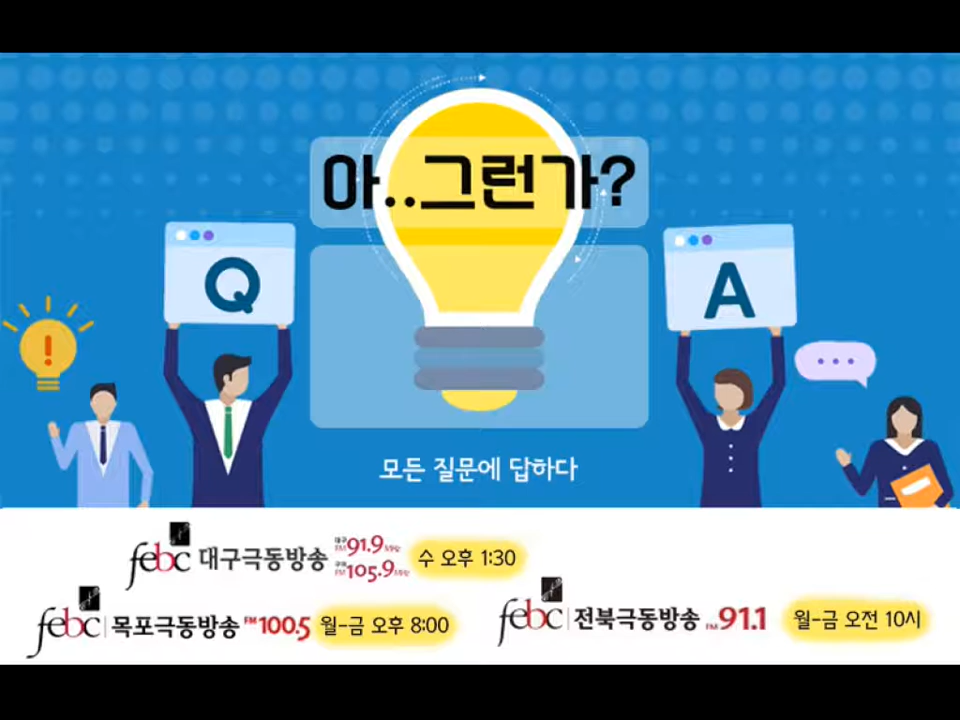 아..그런가?
Q
A
모든 질문에 답하다
febc 대구극동방송 대구 FM 91.9 MHz 수 오후 1:30
FM 105.9 MHz
febc 목포극동방송 FM 100.5 월-금 오후 8:00
febc 전북극동방송 FM 91.1 월-금 오전 10시